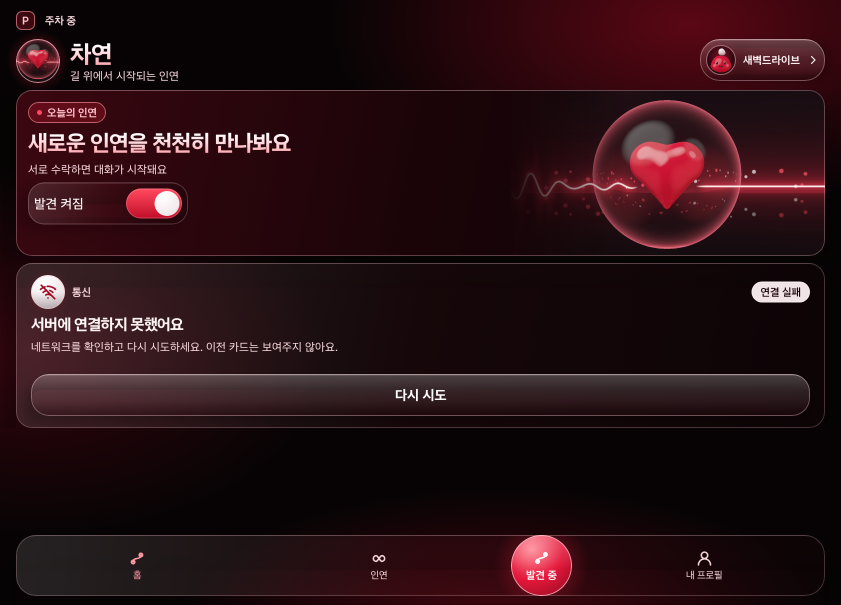 P 주차 중
차연
길 위에서 시작되는 인연
새벽드라이브
오늘의 인연
새로운 인연을 천천히 만나봐요
서로 수락하면 대화가 시작돼요
발견 켜짐
통신
연결 실패
서버에 연결하지 못했어요
네트워크를 확인하고 다시 시도하세요. 이전 카드는 보여주지 않아요.
다시 시도
홈
인연
발견 중
내 프로필